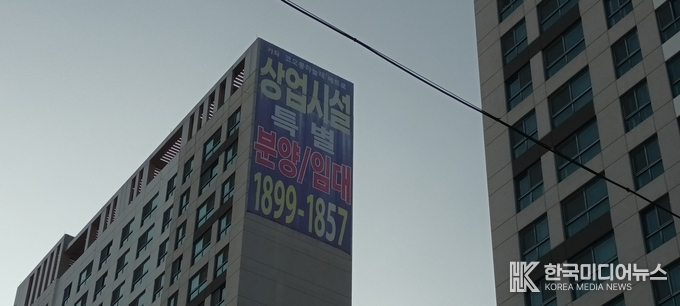 상업시설
특별
분양/임대
1899-1857
한국미디어뉴스
KOREA MEDIA NEWS